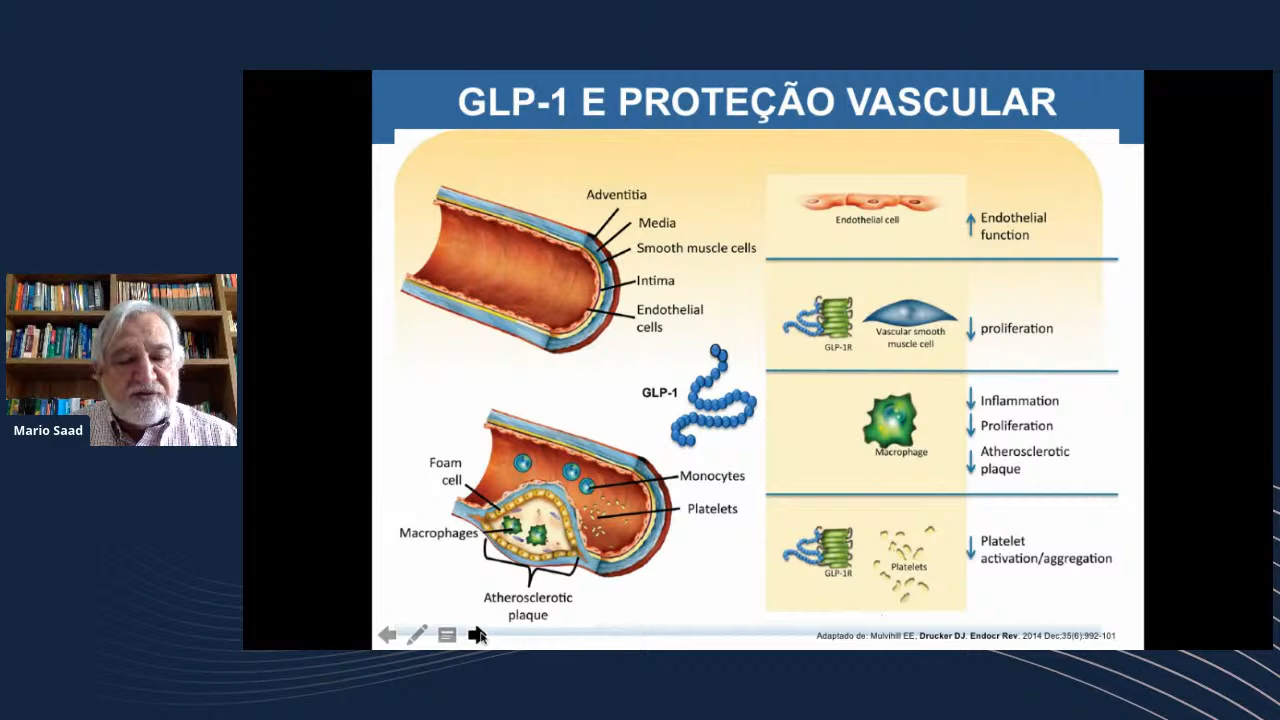 GLP-1 E PROTEÇÃO VASCULAR
Adventitia
Media
Smooth muscle cells
Intima
Endothelial
cells
GLP-1
Foam
cell
Macrophages
Monocytes
Platelets
Atherosclerotic
plaque
Endothelial cell
Endothelial
function
GLP-1R
Vascular smooth
muscle cell
proliferation
Macrophage
Inflammation
Proliferation
Atherosclerotic
plaque
GLP-1R
Platelets
Platelet
activation/aggregation
Adaptado de: Mulvihill EE, Drucker DJ. Endocr Rev. 2014 Dec;35(6):992-101
Mario Saad